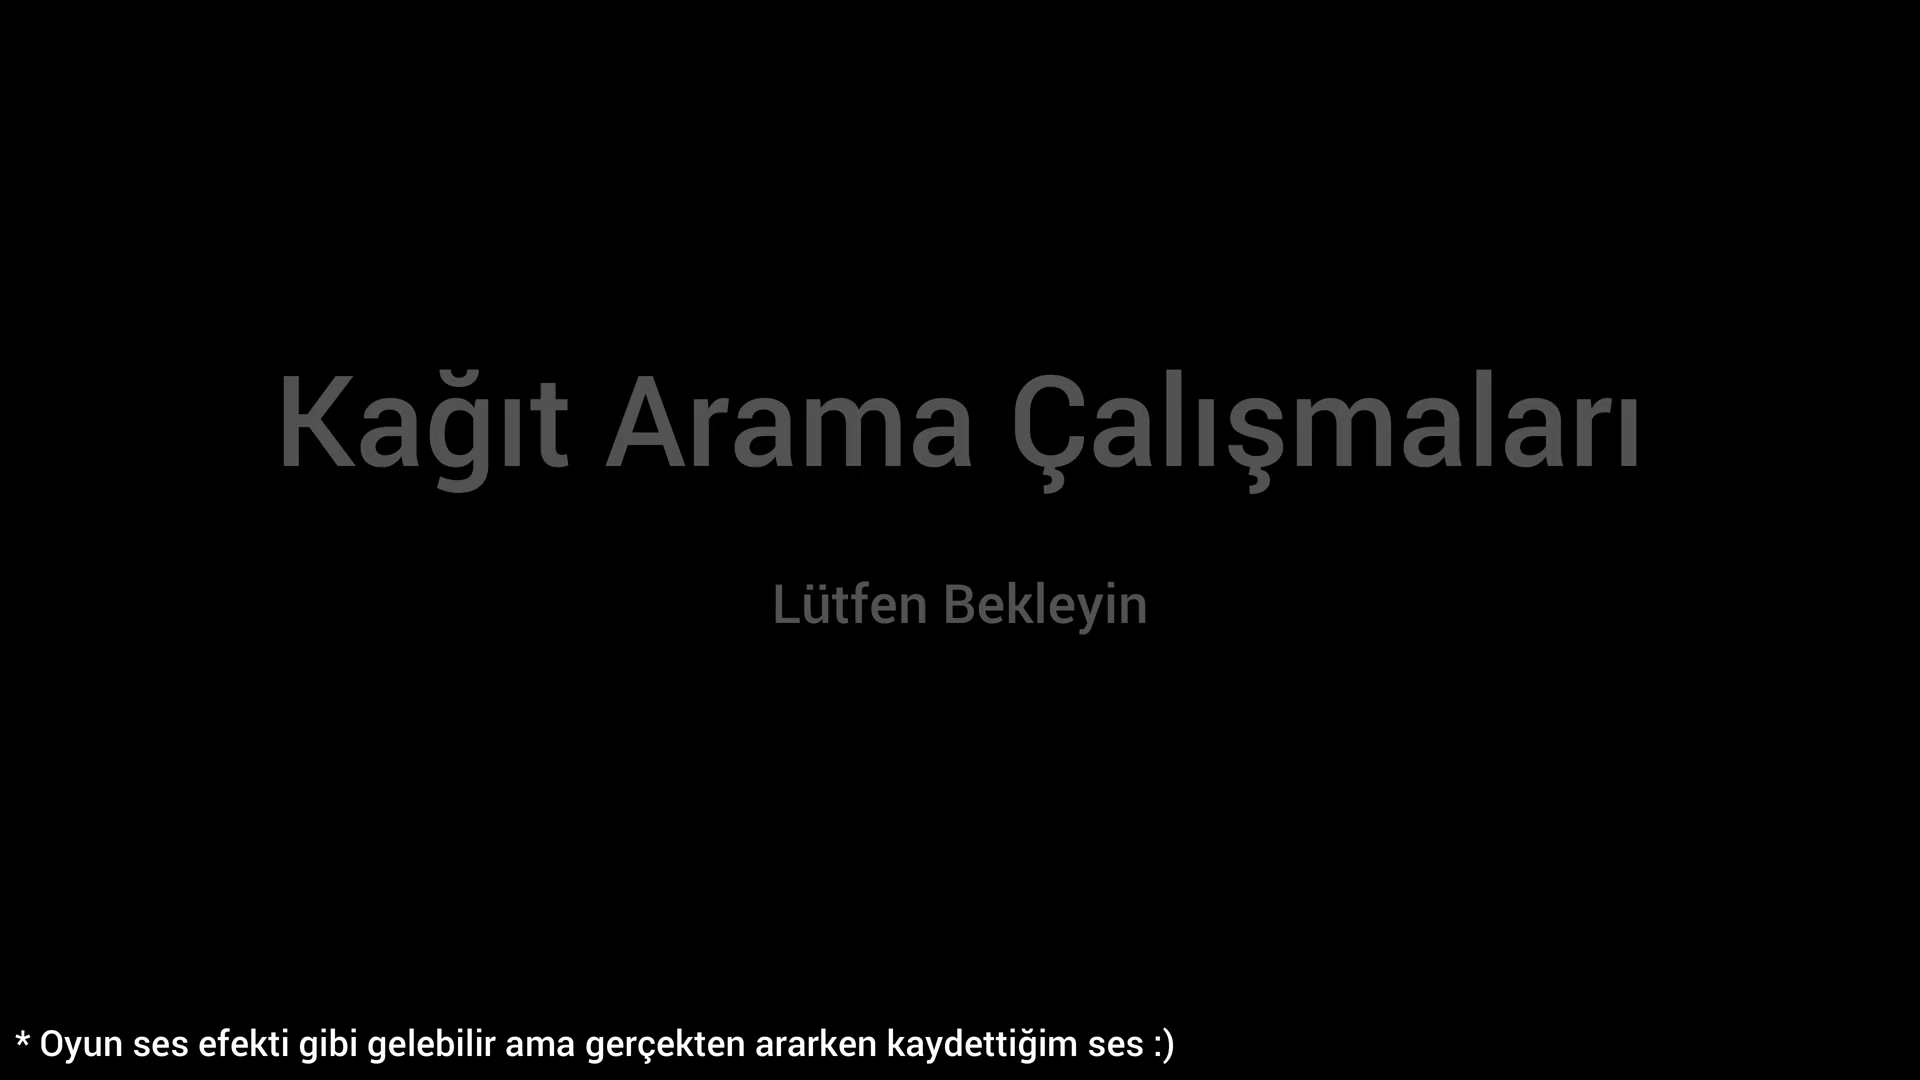 Kağıt Arama Çalışmaları
Lütfen Bekleyin
* Oyun ses efekti gibi gelebilir ama gerçekten ararken kaydettiğim ses :)